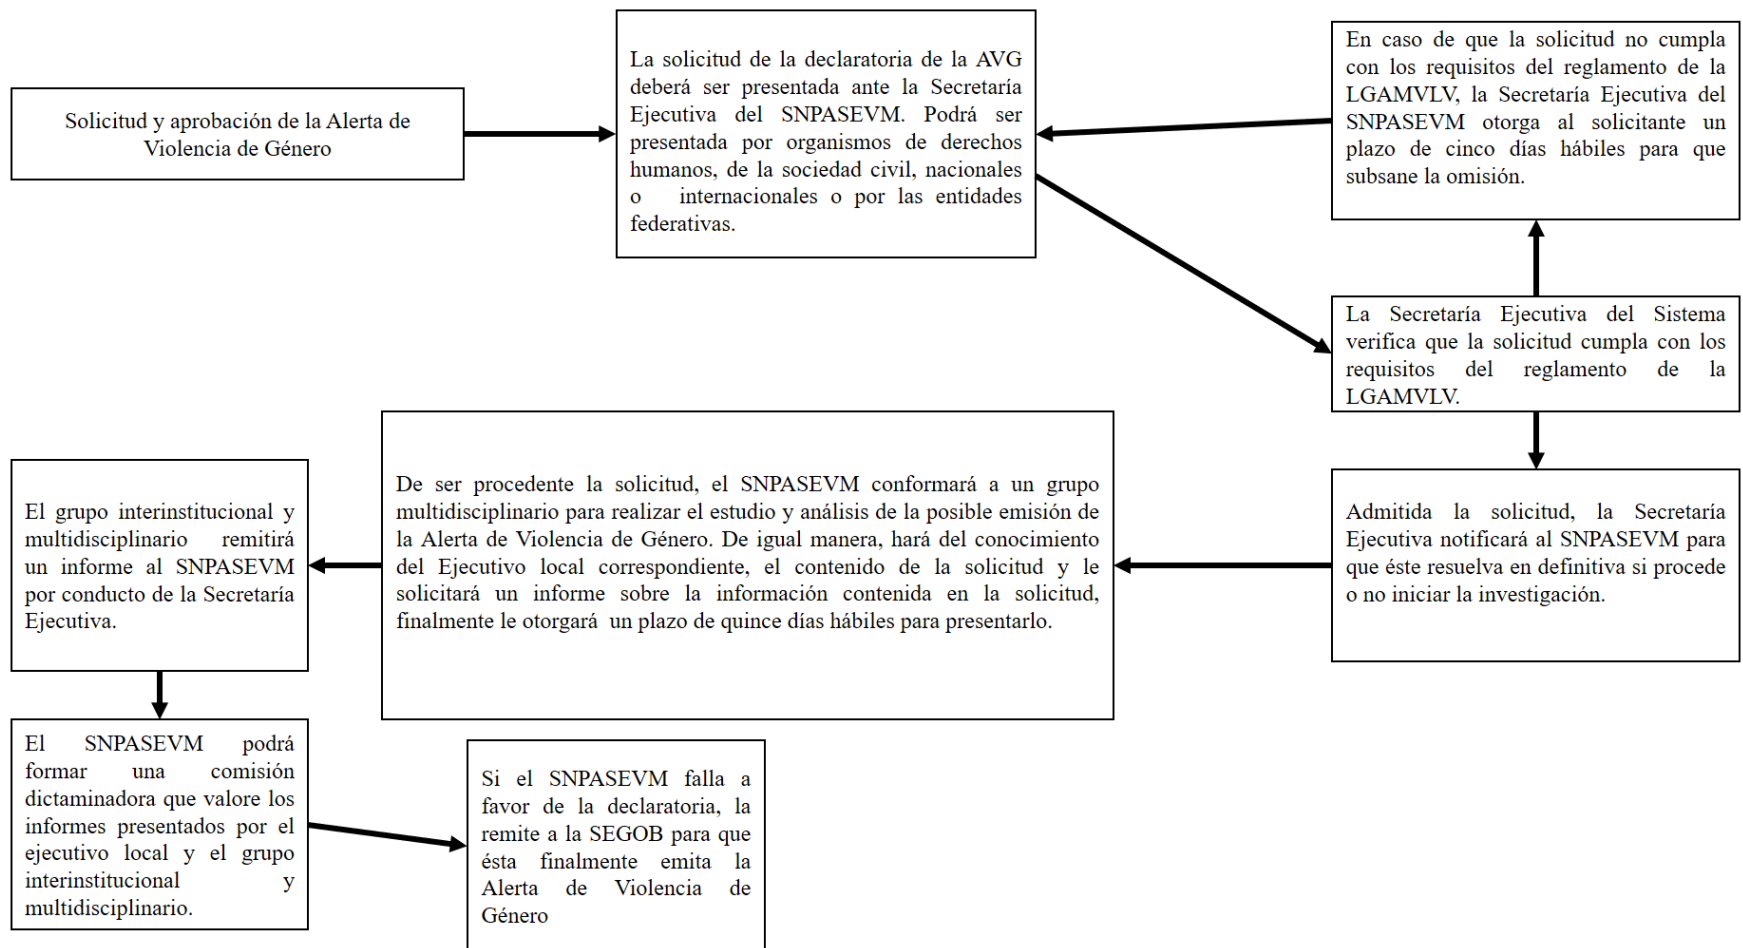 Solicitud y aprobación de la Alerta de
Violencia de Género
La solicitud de la declaratoria de la AVG
deberá ser presentada ante la Secretaría
Ejecutiva del SNPASEVM. Podrá ser
presentada por organismos de derechos
humanos, de la sociedad civil, nacionales
o internacionales o por las entidades
federativas.
En caso de que la solicitud no cumpla
con los requisitos del reglamento de la
LGAMVLV, la Secretaría Ejecutiva del
SNPASEVM otorga al solicitante un
plazo de cinco días hábiles para que
subsane la omisión.
La Secretaría Ejecutiva del Sistema
verifica que la solicitud cumpla con los
requisitos del reglamento de la
LGAMVLV.
Admitida la solicitud, la Secretaría
Ejecutiva notificará al SNPASEVM para
que éste resuelva en definitiva si procede
o no iniciar la investigación.
De ser procedente la solicitud, el SNPASEVM conformará a un grupo
multidisciplinario para realizar el estudio y análisis de la posible emisión de
la Alerta de Violencia de Género. De igual manera, hará del conocimiento
del Ejecutivo local correspondiente, el contenido de la solicitud y le
solicitará un informe sobre la información contenida en la solicitud,
finalmente le otorgará un plazo de quince días hábiles para presentarlo.
El grupo interinstitucional y
multidisciplinario remitirá
un informe al SNPASEVM
por conducto de la Secretaría
Ejecutiva.
El SNPASEVM podrá
formar una comisión
dictaminadora que valore los
informes presentados por el
ejecutivo local y el grupo
interinstitucional y
multidisciplinario.
Si el SNPASEVM falla a
favor de la declaratoria, la
remite a la SEGOB para que
ésta finalmente emita la
Alerta de Violencia de
Género